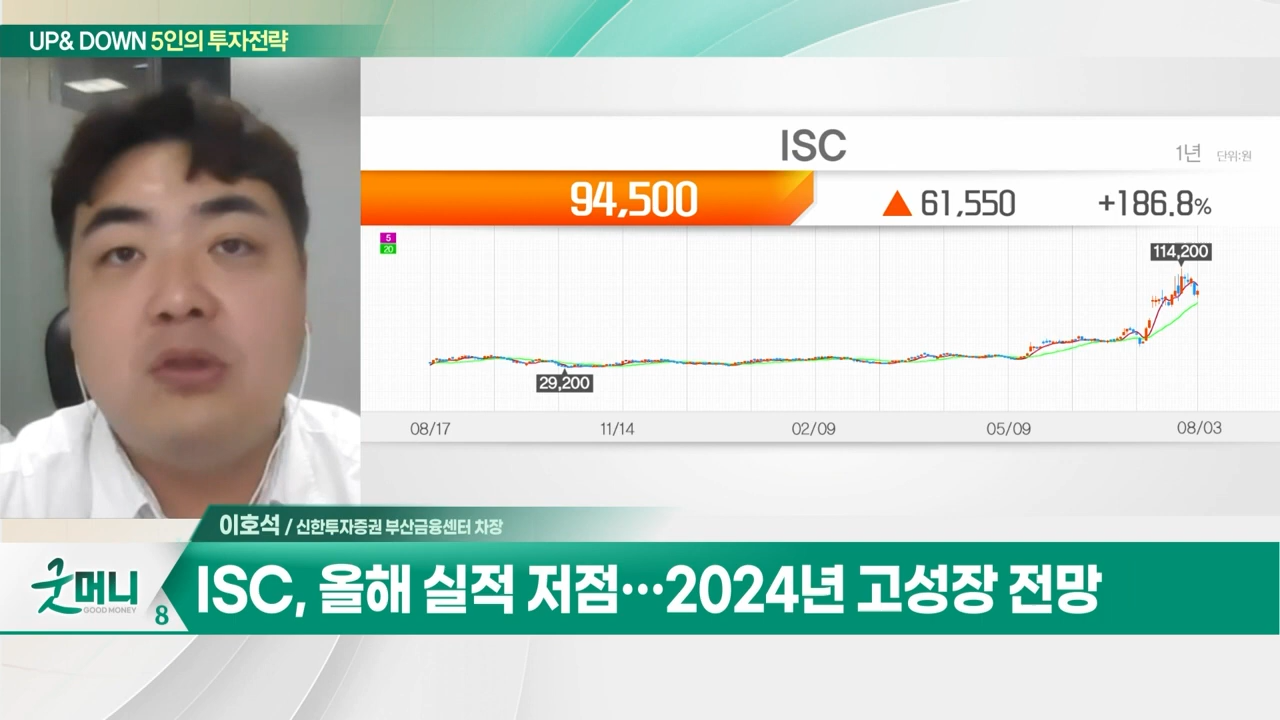 UP& DOWN 5인의 투자전략
ISC
1년 단위:원
94,500 ▲ 61,550 +186.8%
5
20
114,200
29,200
08/17 11/14 02/09 05/09 08/03
이호석 / 신한투자증권 부산금융센터 차장
굿머니
GOOD MONEY
8
ISC, 올해 실적 저점…2024년 고성장 전망